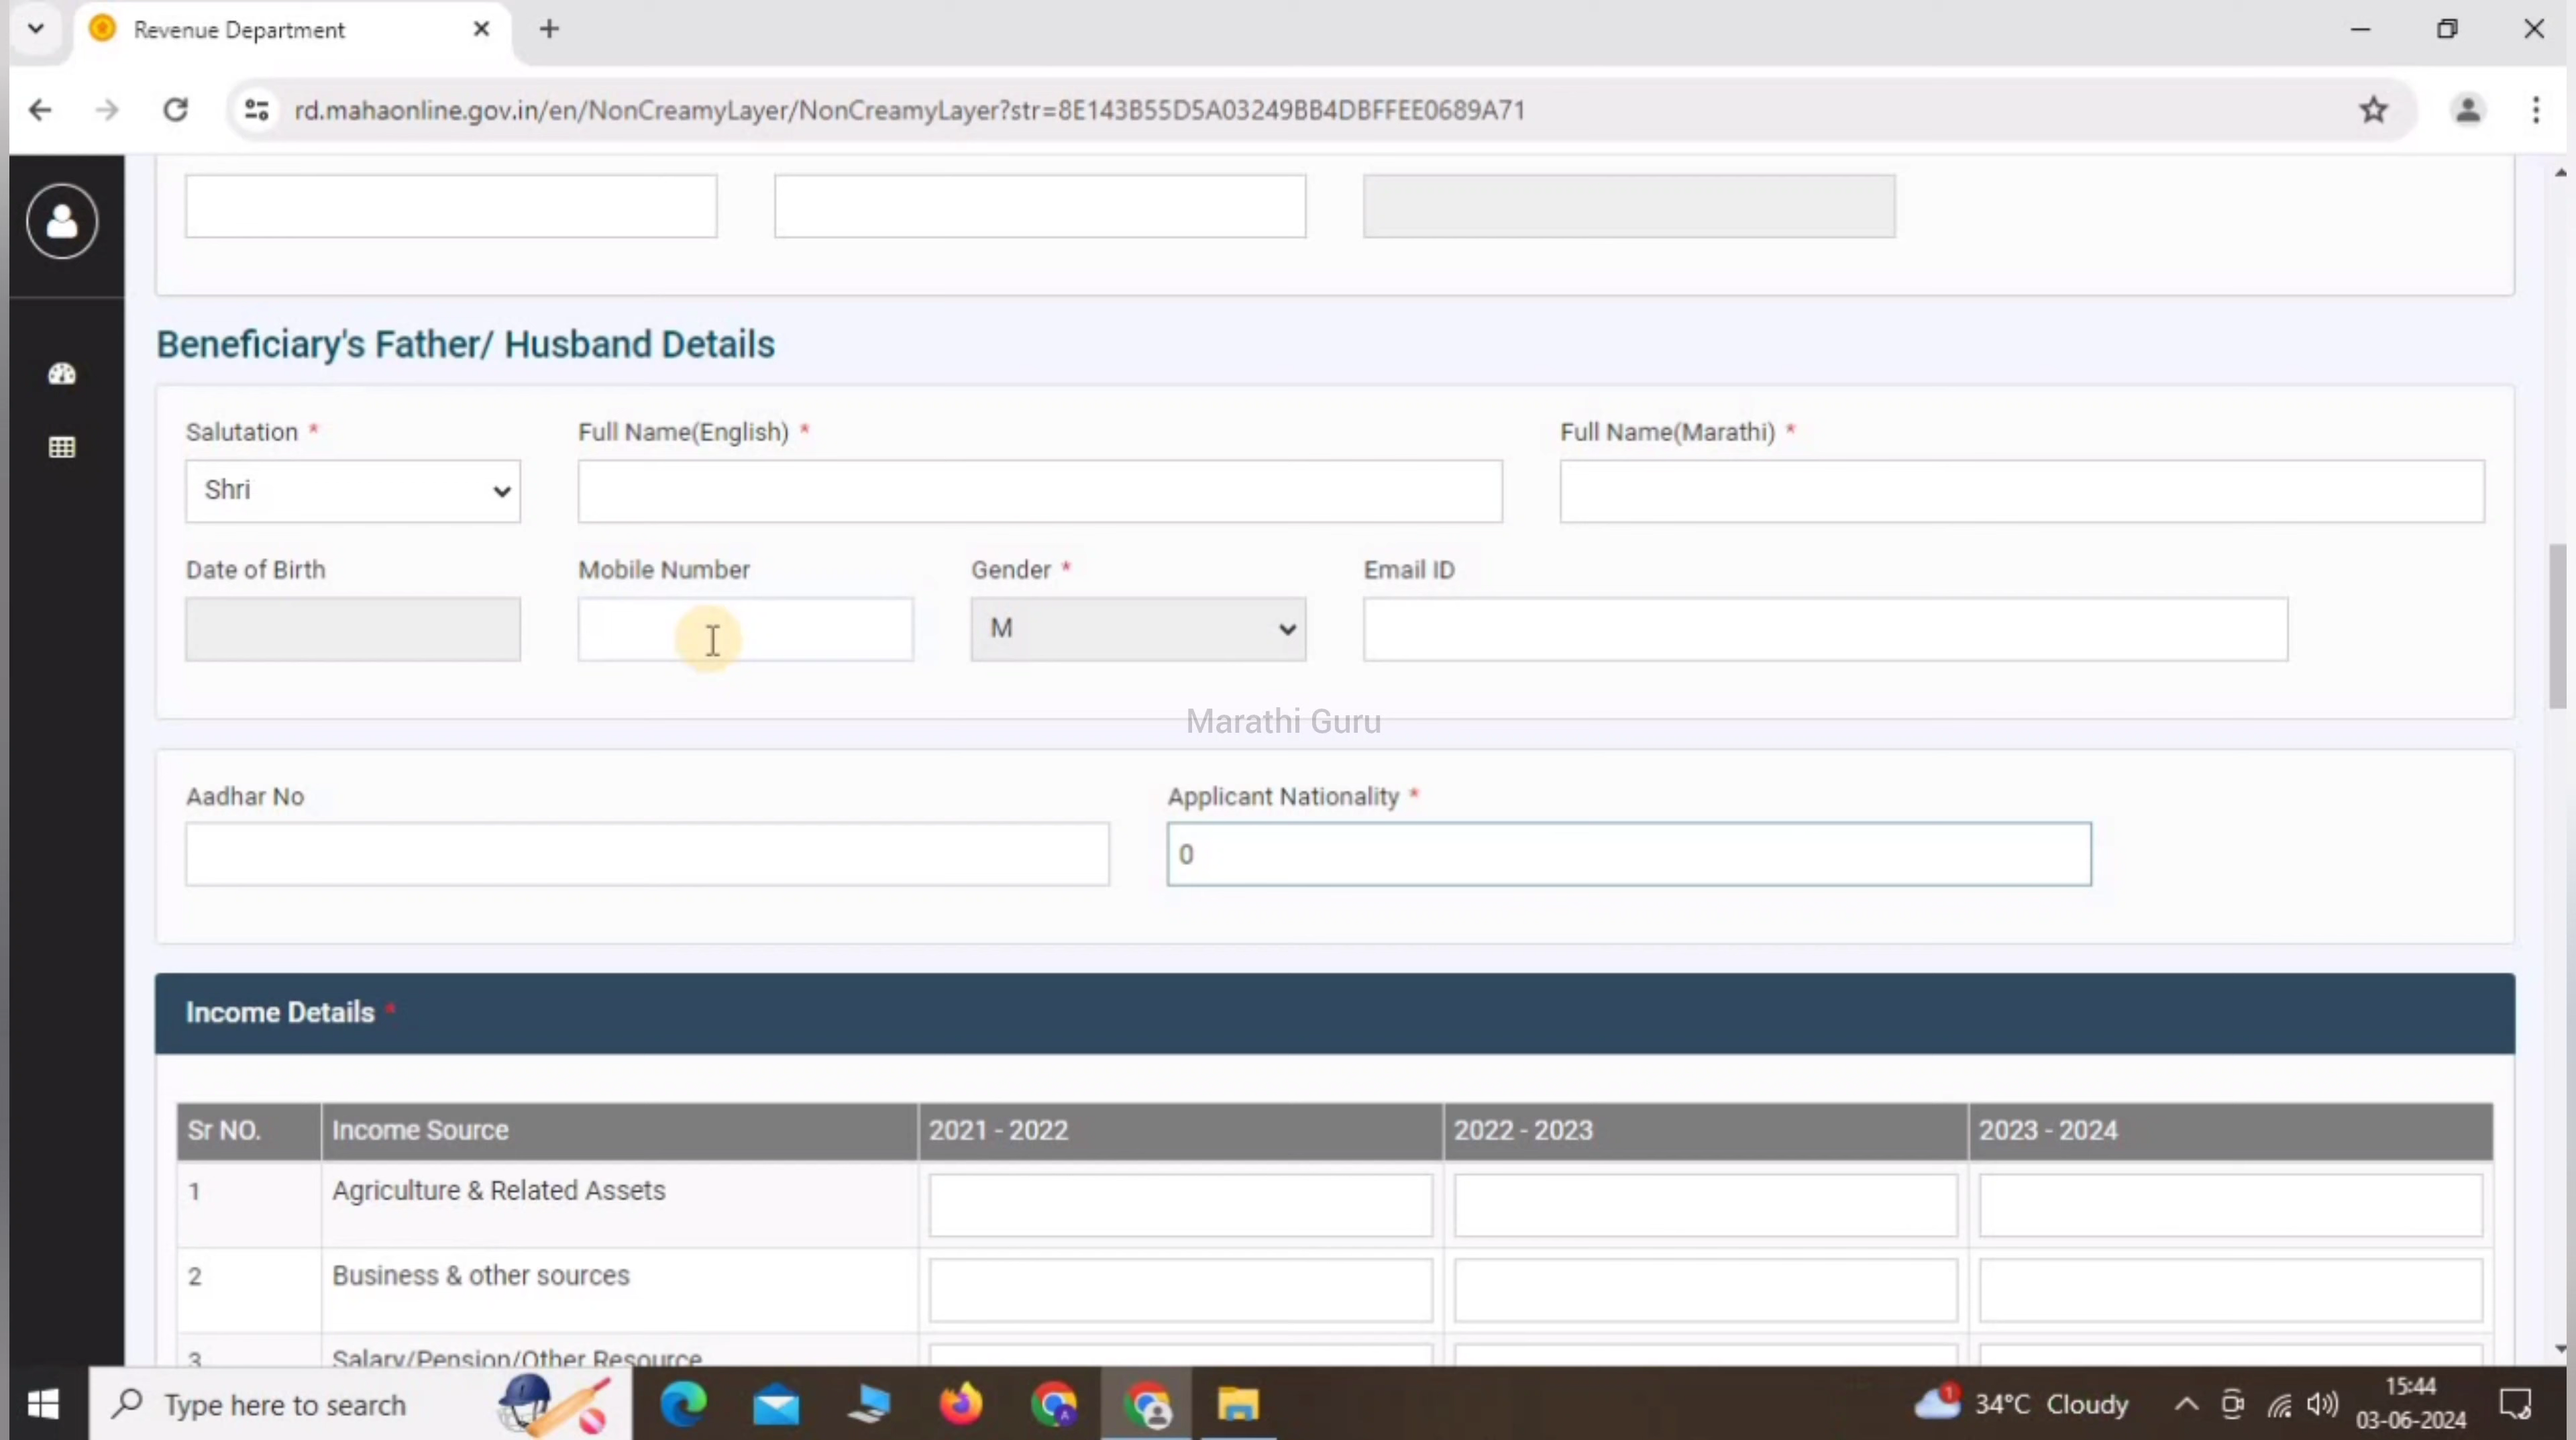 Revenue Department
rd.mahaonline.gov.in/en/NonCreamyLayer/NonCreamyLayer?str=8E143B55D5A03249BB4DBFFEE0689A71
Beneficiary's Father/ Husband Details
Salutation * Full Name(English) * Full Name(Marathi) *
Shri
Date of Birth Mobile Number Gender * Email ID
M
Marathi Guru
Aadhar No Applicant Nationality *
0
Income Details *
Sr NO. Income Source 2021 - 2022 2022 - 2023 2023 - 2024
1 Agriculture & Related Assets
2 Business & other sources
3 Salary/Pension/Other Resource
Type here to search A 1 34°C Cloudy 15:44
03-06-2024